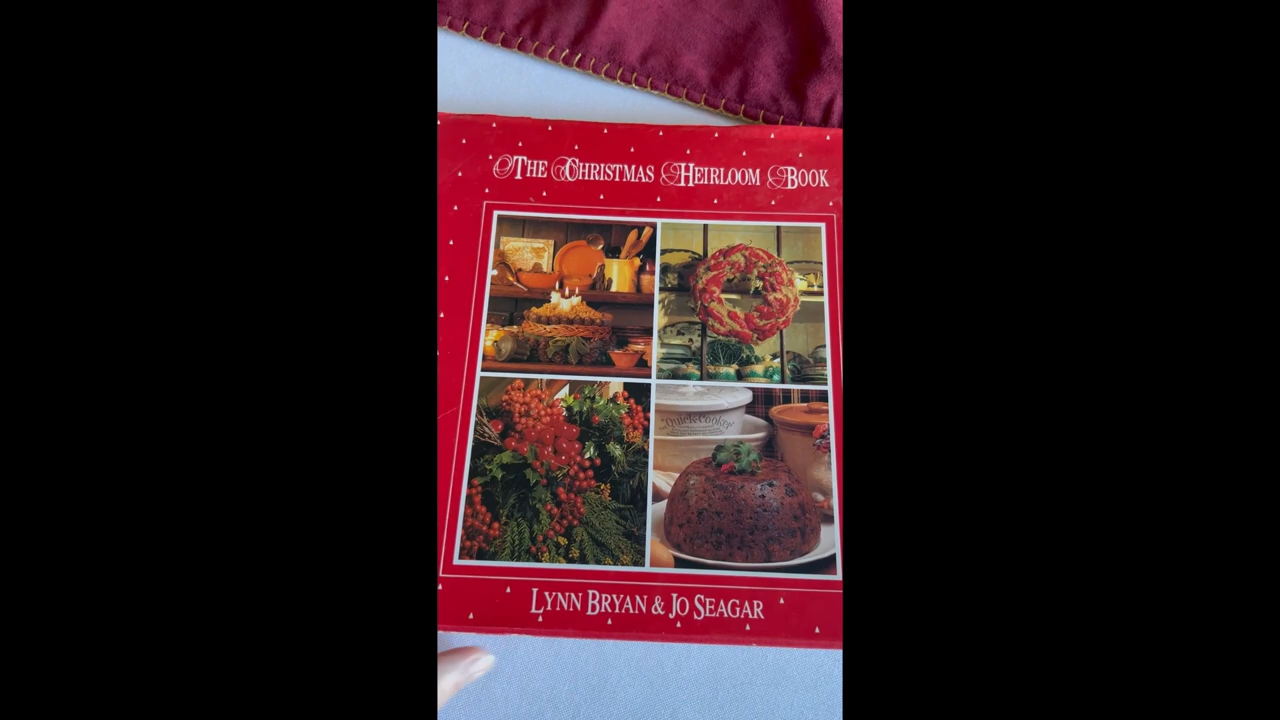 THE CHRISTMAS HEIRLOOM BOOK
"Quick-Cooker"
LYNN BRYAN & JO SEAGAR